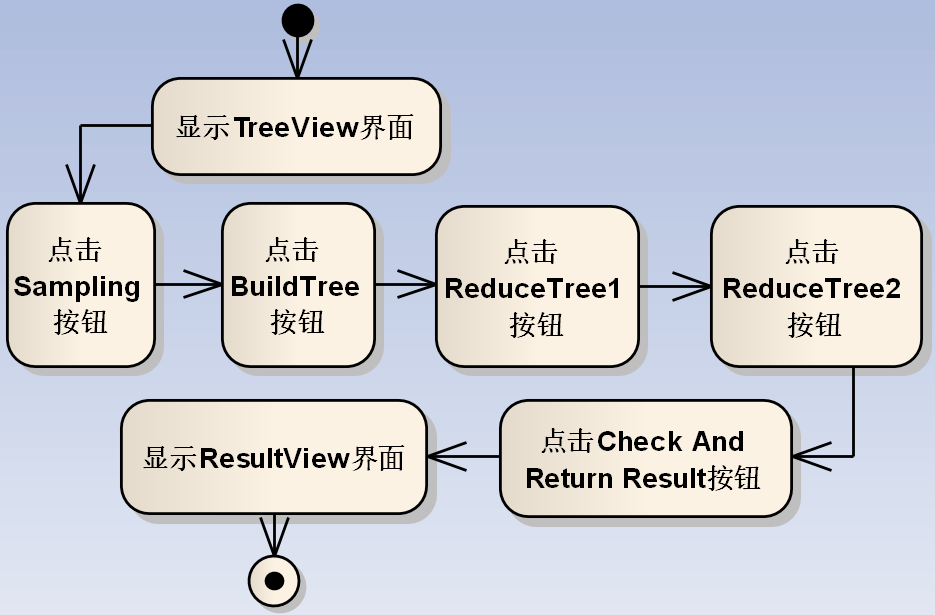 显示TreeView界面
点击
Sampling
按钮
点击
BuildTree
按钮
点击
ReduceTree1
按钮
点击
ReduceTree2
按钮
点击Check And
Return Result按钮
显示ResultView界面